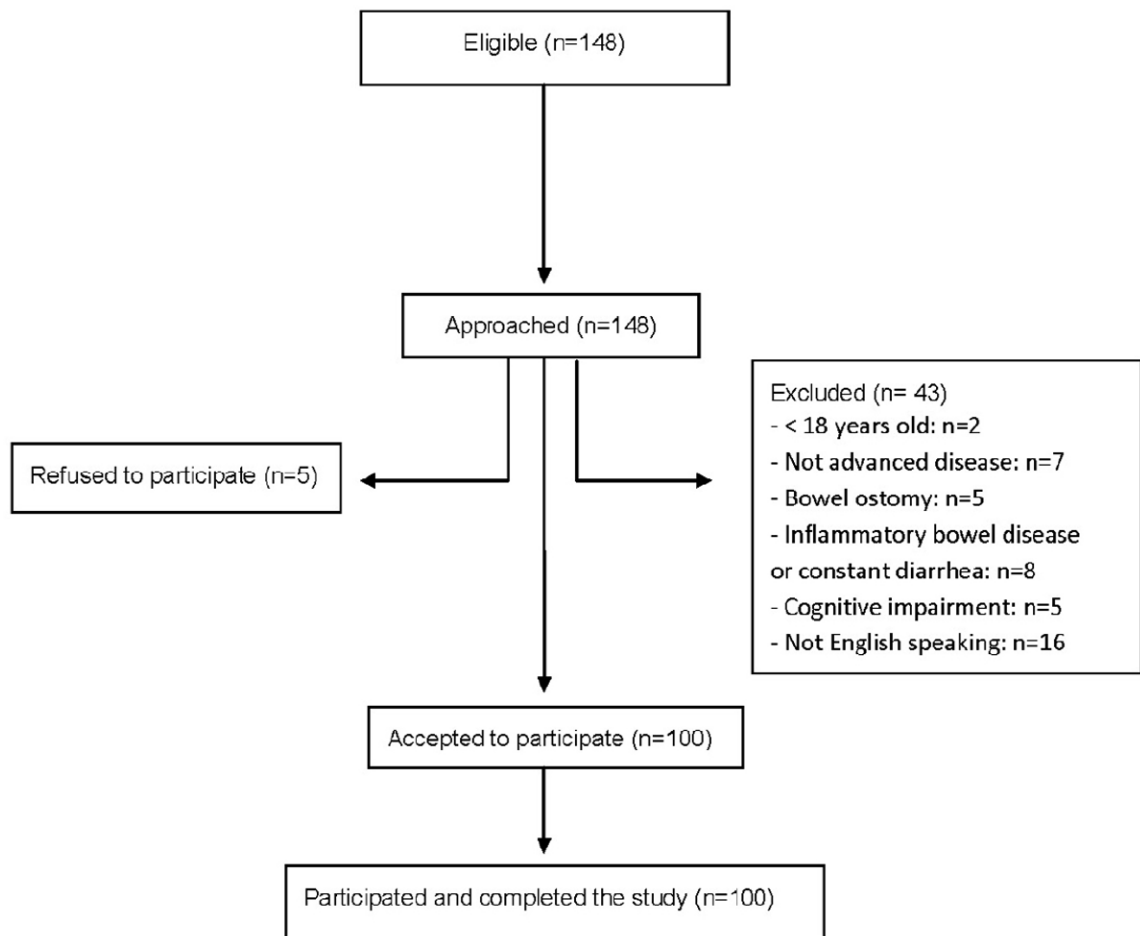 Eligible (n=148)
Approached (n=148)
Refused to participate (n=5)
Excluded (n= 43)
- < 18 years old: n=2
- Not advanced disease: n=7
- Bowel ostomy: n=5
- Inflammatory bowel disease
or constant diarrhea: n=8
- Cognitive impairment: n=5
- Not English speaking: n=16
Accepted to participate (n=100)
Participated and completed the study (n=100)